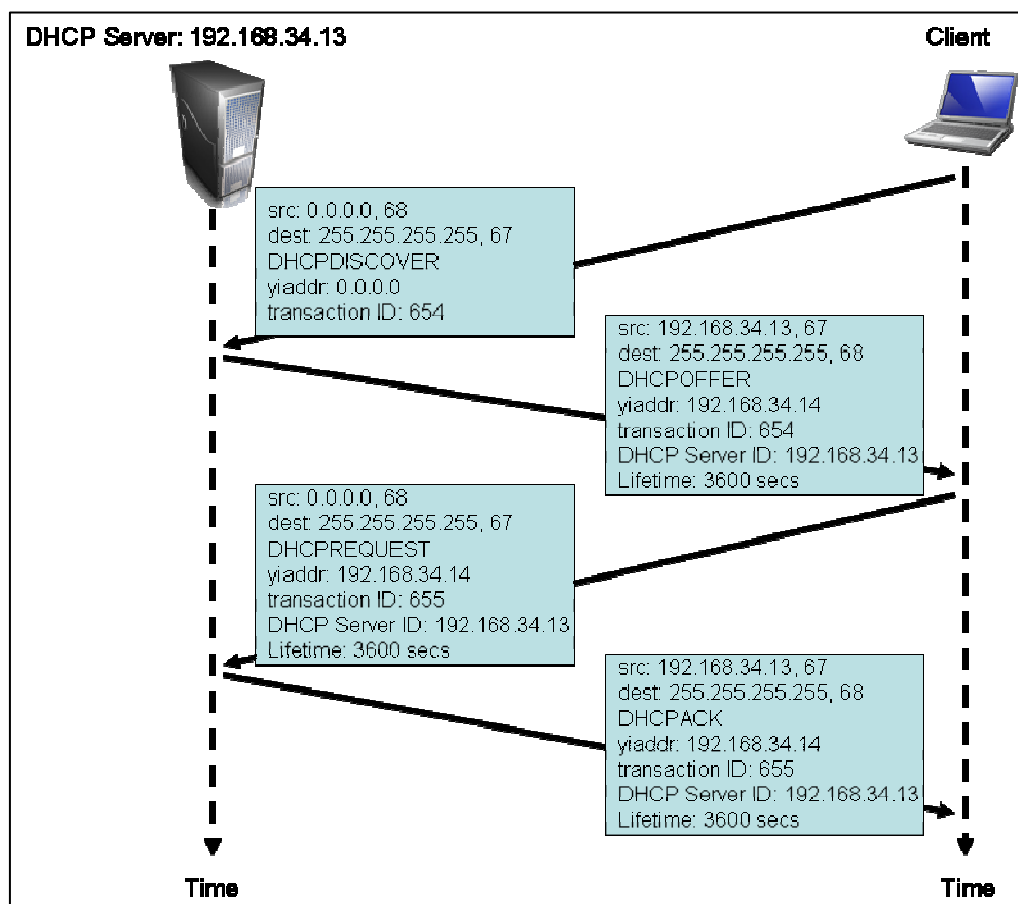 DHCP Server: 192.168.34.13
Client
src: 0.0.0.0, 68
dest: 255.255.255.255, 67
DHCPDISCOVER
yiaddr: 0.0.0.0
transaction ID: 654
src: 192.168.34.13, 67
dest: 255.255.255.255, 68
DHCPOFFER
yiaddr: 192.168.34.14
transaction ID: 654
DHCP Server ID: 192.168.34.13
Lifetime: 3600 secs
src: 0.0.0.0, 68
dest: 255.255.255.255, 67
DHCPREQUEST
yiaddr: 192.168.34.14
transaction ID: 655
DHCP Server ID: 192.168.34.13
Lifetime: 3600 secs
src: 192.168.34.13, 67
dest: 255.255.255.255, 68
DHCPACK
yiaddr: 192.168.34.14
transaction ID: 655
DHCP Server ID: 192.168.34.13
Lifetime: 3600 secs
Time
Time